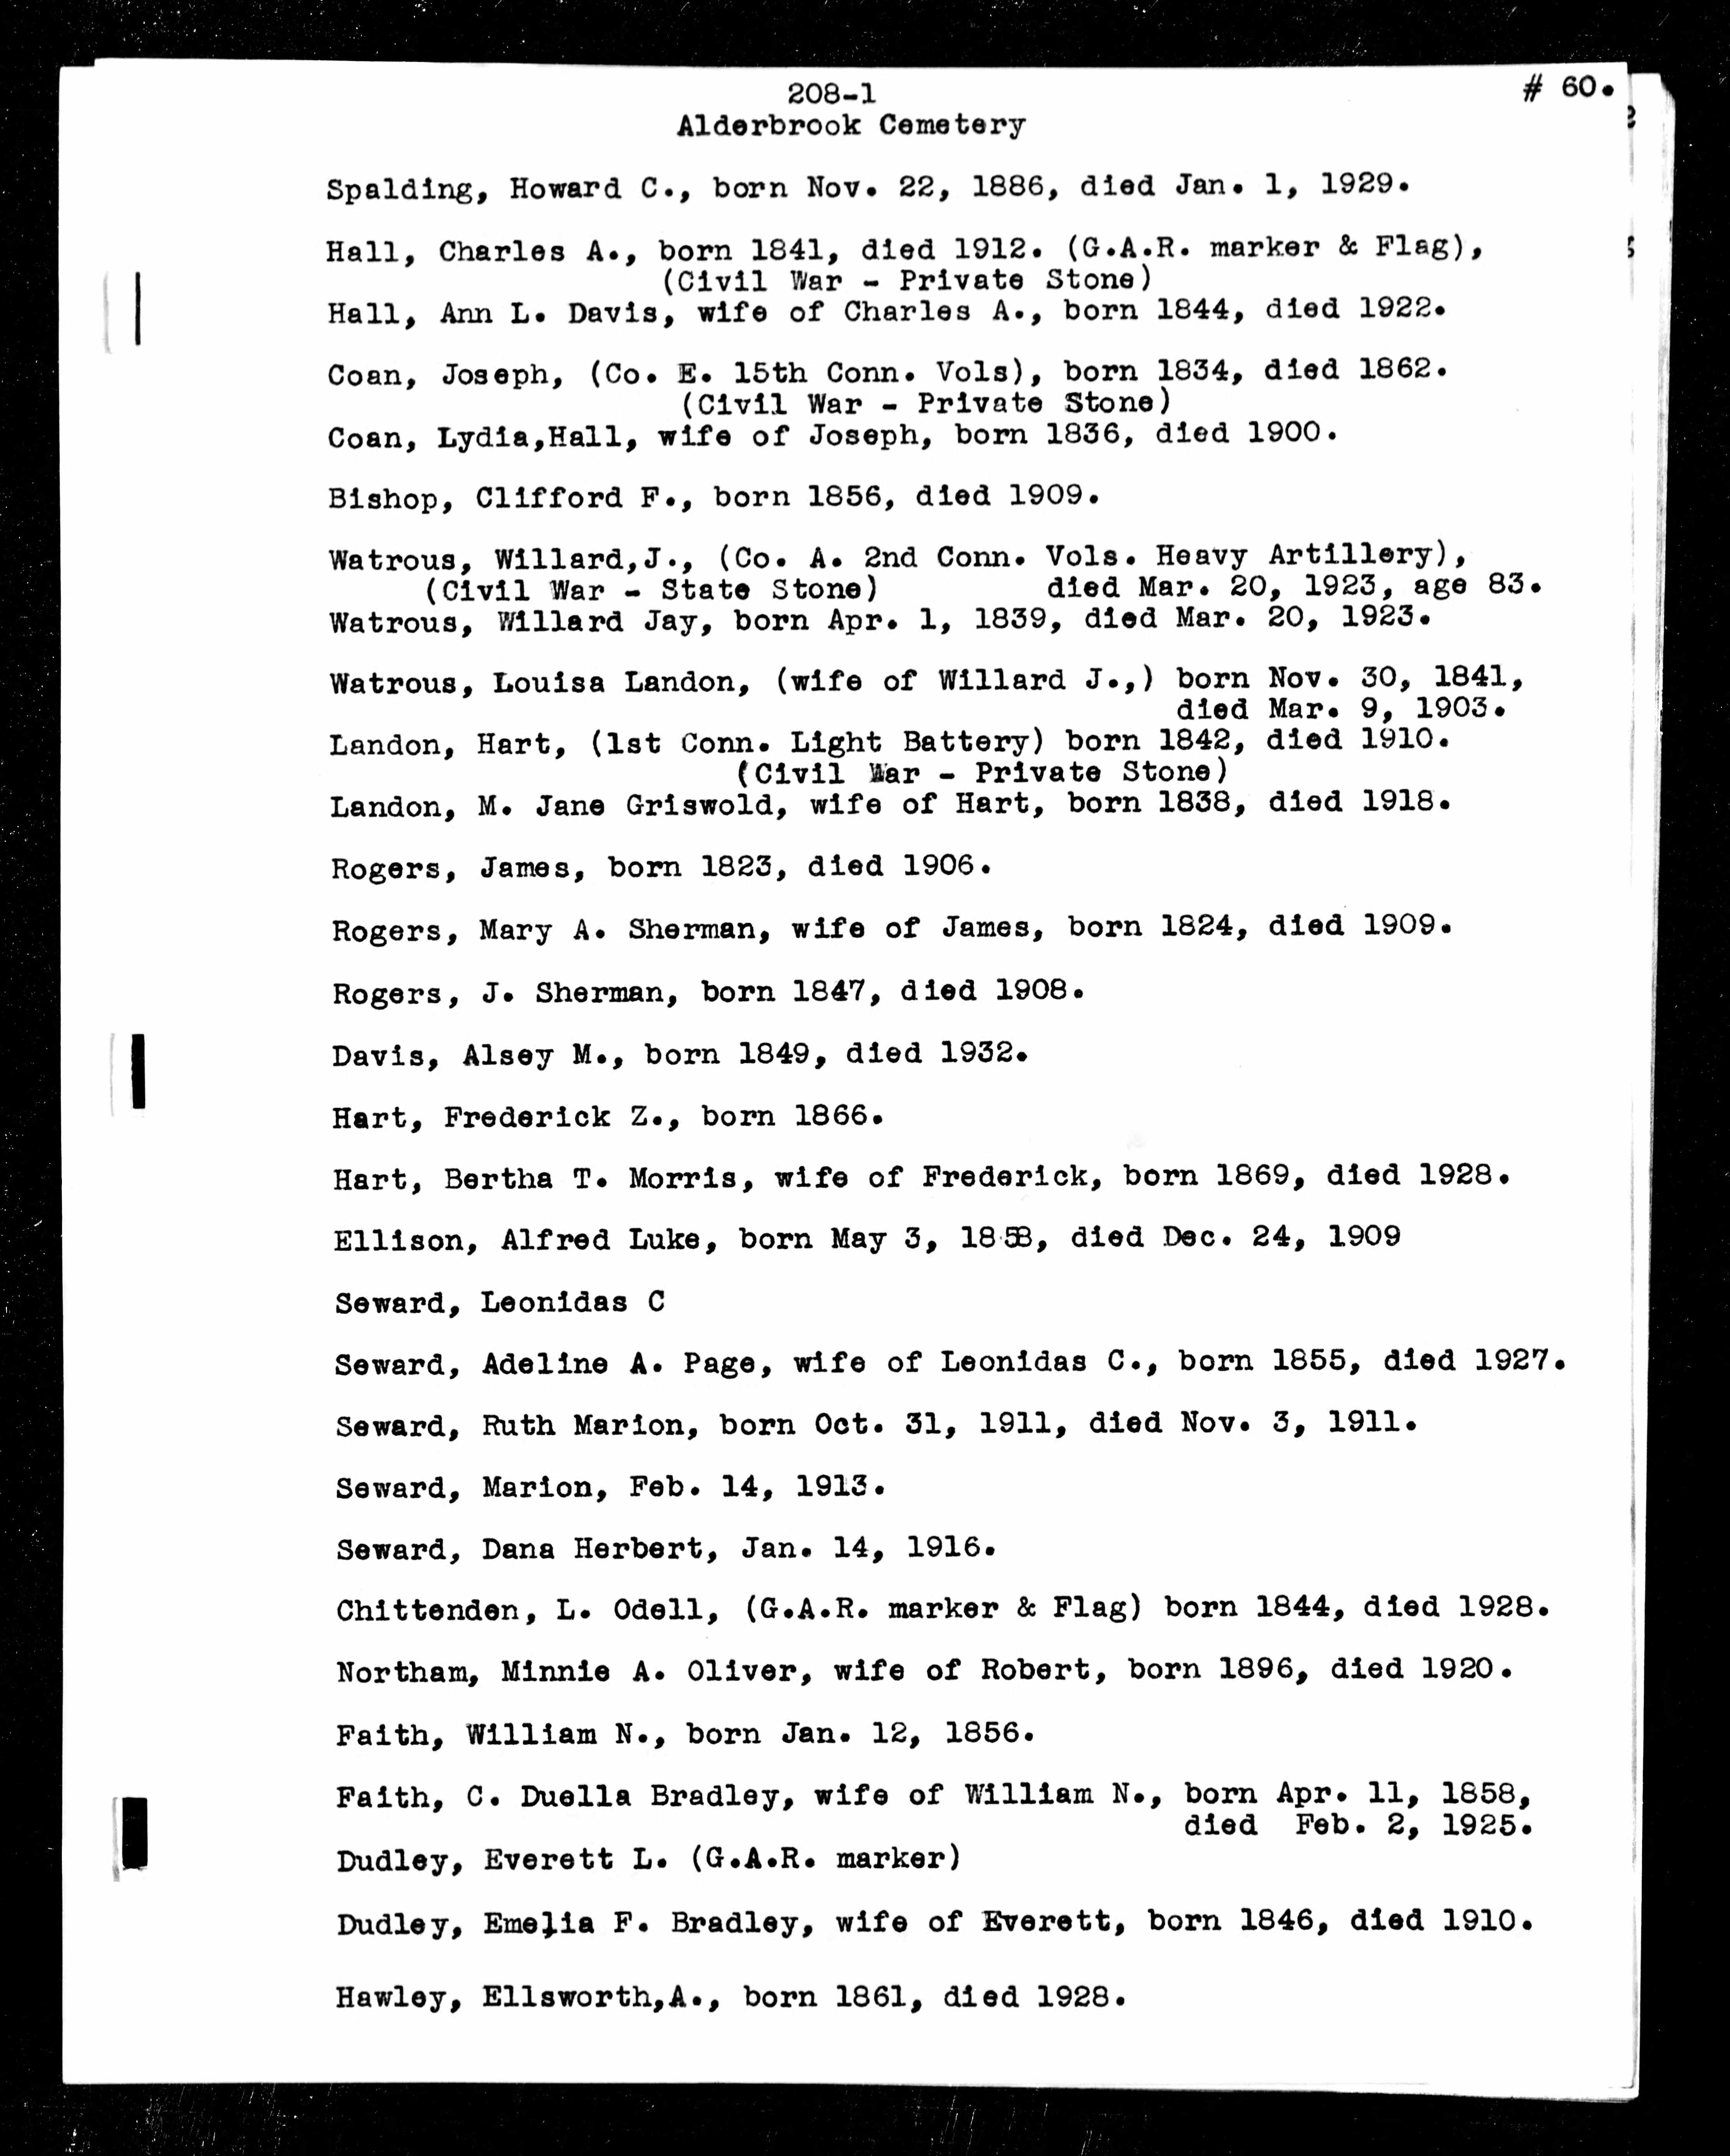 208-1
# 60.
Alderbrook Cemetery
Spalding, Howard C., born Nov. 22, 1886, died Jan. 1, 1929.
Hall, Charles A., born 1841, died 1912. (G.A.R. marker & Flag),
(Civil War - Private Stone)
Hall, Ann L. Davis, wife of Charles A., born 1844, died 1922.
Coan, Joseph, (Co. E. 15th Conn. Vols), born 1834, died 1862.
(Civil War - Private Stone)
Coan, Lydia,Hall, wife of Joseph, born 1836, died 1900.
Bishop, Clifford F., born 1856, died 1909.
Watrous, Willard,J., (Co. A. 2nd Conn. Vols. Heavy Artillery),
(Civil War - State Stone) died Mar. 20, 1923, age 83.
Watrous, Willard Jay, born Apr. 1, 1839, died Mar. 20, 1923.
Watrous, Louisa Landon, (wife of Willard J.,) born Nov. 30, 1841,
died Mar. 9, 1903.
Landon, Hart, (1st Conn. Light Battery) born 1842, died 1910.
(Civil War - Private Stone)
Landon, M. Jane Griswold, wife of Hart, born 1838, died 1918.
Rogers, James, born 1823, died 1906.
Rogers, Mary A. Sherman, wife of James, born 1824, died 1909.
Rogers, J. Sherman, born 1847, died 1908.
Davis, Alsey M., born 1849, died 1932.
Hart, Frederick Z., born 1866.
Hart, Bertha T. Morris, wife of Frederick, born 1869, died 1928.
Ellison, Alfred Luke, born May 3, 1858, died Dec. 24, 1909
Seward, Leonidas C
Seward, Adeline A. Page, wife of Leonidas C., born 1855, died 1927.
Seward, Ruth Marion, born Oct. 31, 1911, died Nov. 3, 1911.
Seward, Marion, Feb. 14, 1913.
Seward, Dana Herbert, Jan. 14, 1916.
Chittenden, L. Odell, (G.A.R. marker & Flag) born 1844, died 1928.
Northam, Minnie A. Oliver, wife of Robert, born 1896, died 1920.
Faith, William N., born Jan. 12, 1856.
Faith, C. Duella Bradley, wife of William N., born Apr. 11, 1858,
died Feb. 2, 1925.
Dudley, Everett L. (G.A.R. marker)
Dudley, Emelia F. Bradley, wife of Everett, born 1846, died 1910.
Hawley, Ellsworth,A., born 1861, died 1928.